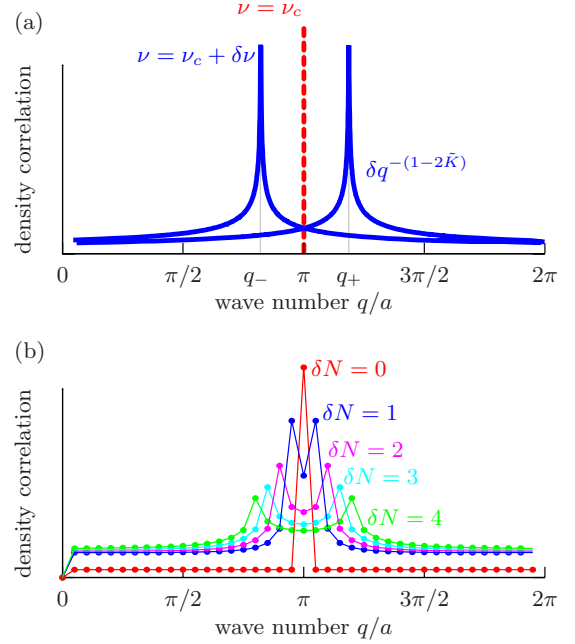 (a)
ν = ν_c
ν = ν_c + δν
δq^{-(1-2K̃)}
density correlation
0 π/2 q_− π q_+ 3π/2 2π
wave number q/a
(b)
δN = 0
δN = 1
δN = 2
δN = 3
δN = 4
density correlation
0 π/2 π 3π/2 2π
wave number q/a